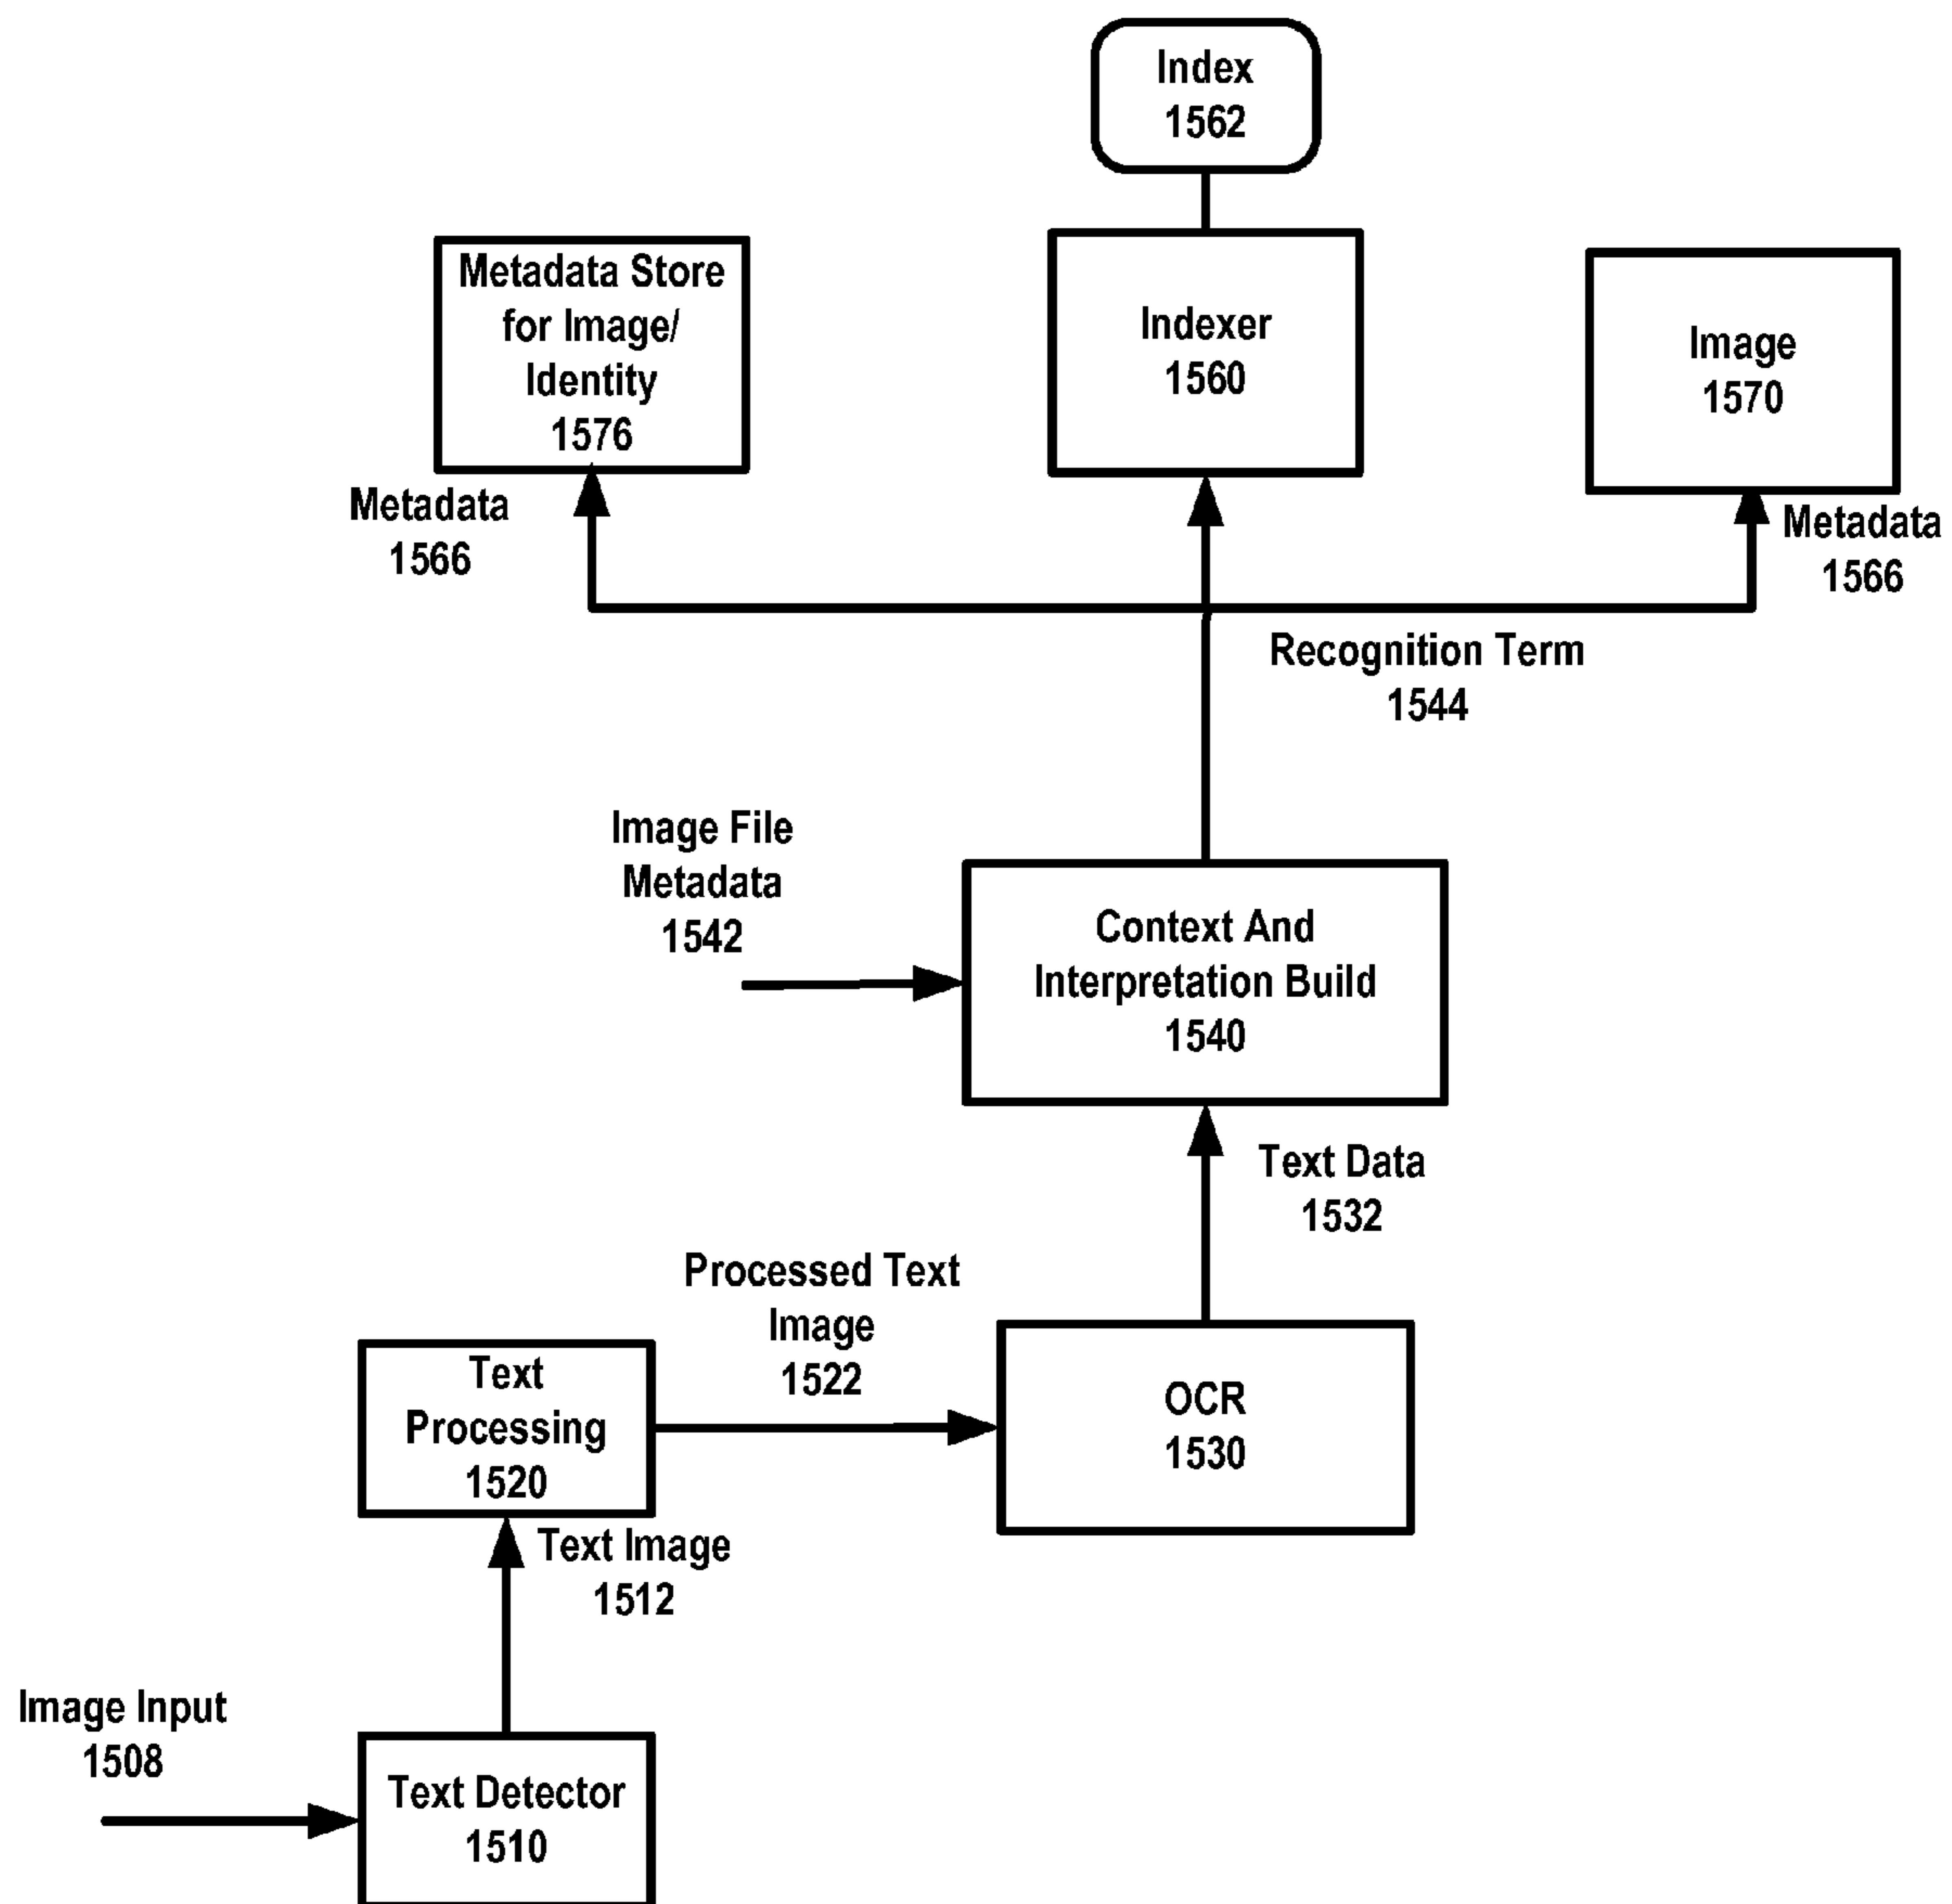 Index
1562
Metadata Store
for Image/
Identity
1576
Indexer
1560
Image
1570
Metadata
1566
Metadata
1566
Recognition Term
1544
Image File
Metadata
1542
Context And
Interpretation Build
1540
Text Data
1532
Processed Text
Image
1522
Text
Processing
1520
OCR
1530
Text Image
1512
Image Input
1508
Text Detector
1510